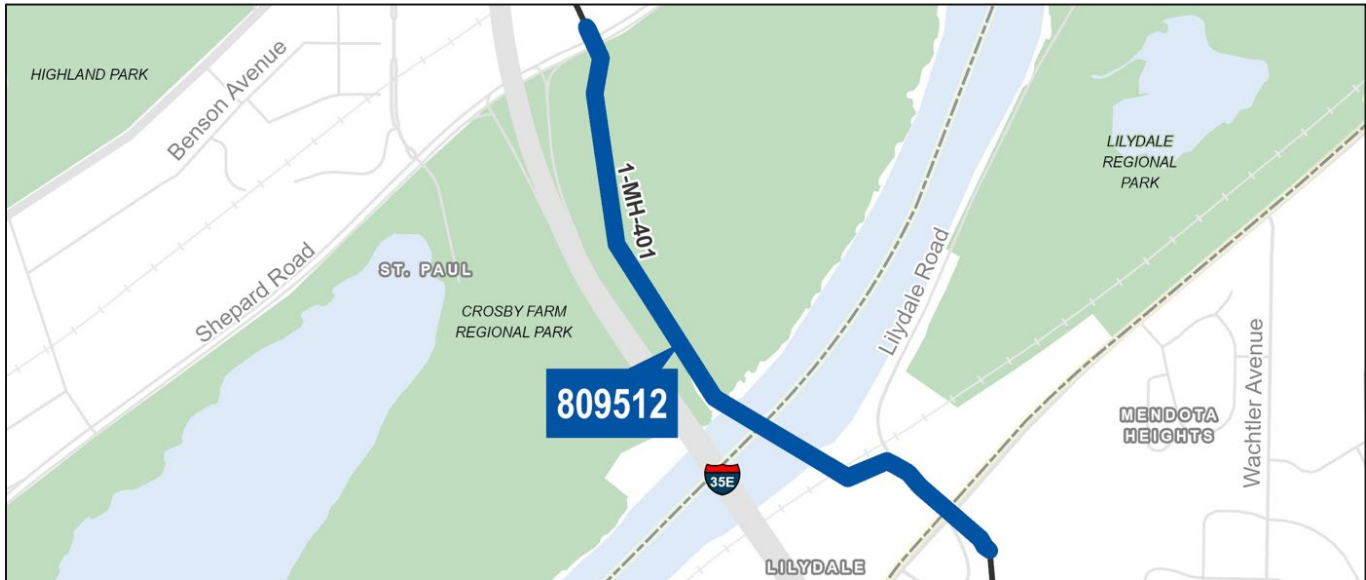 HIGHLAND PARK
Benson Avenue
LILYDALE
REGIONAL
PARK
1-MH-401
Shepard Road
ST. PAUL
CROSBY FARM
REGIONAL PARK
Lilydale Road
809512
MENDOTA
HEIGHTS
Wachtler Avenue
35E
LILYDALE